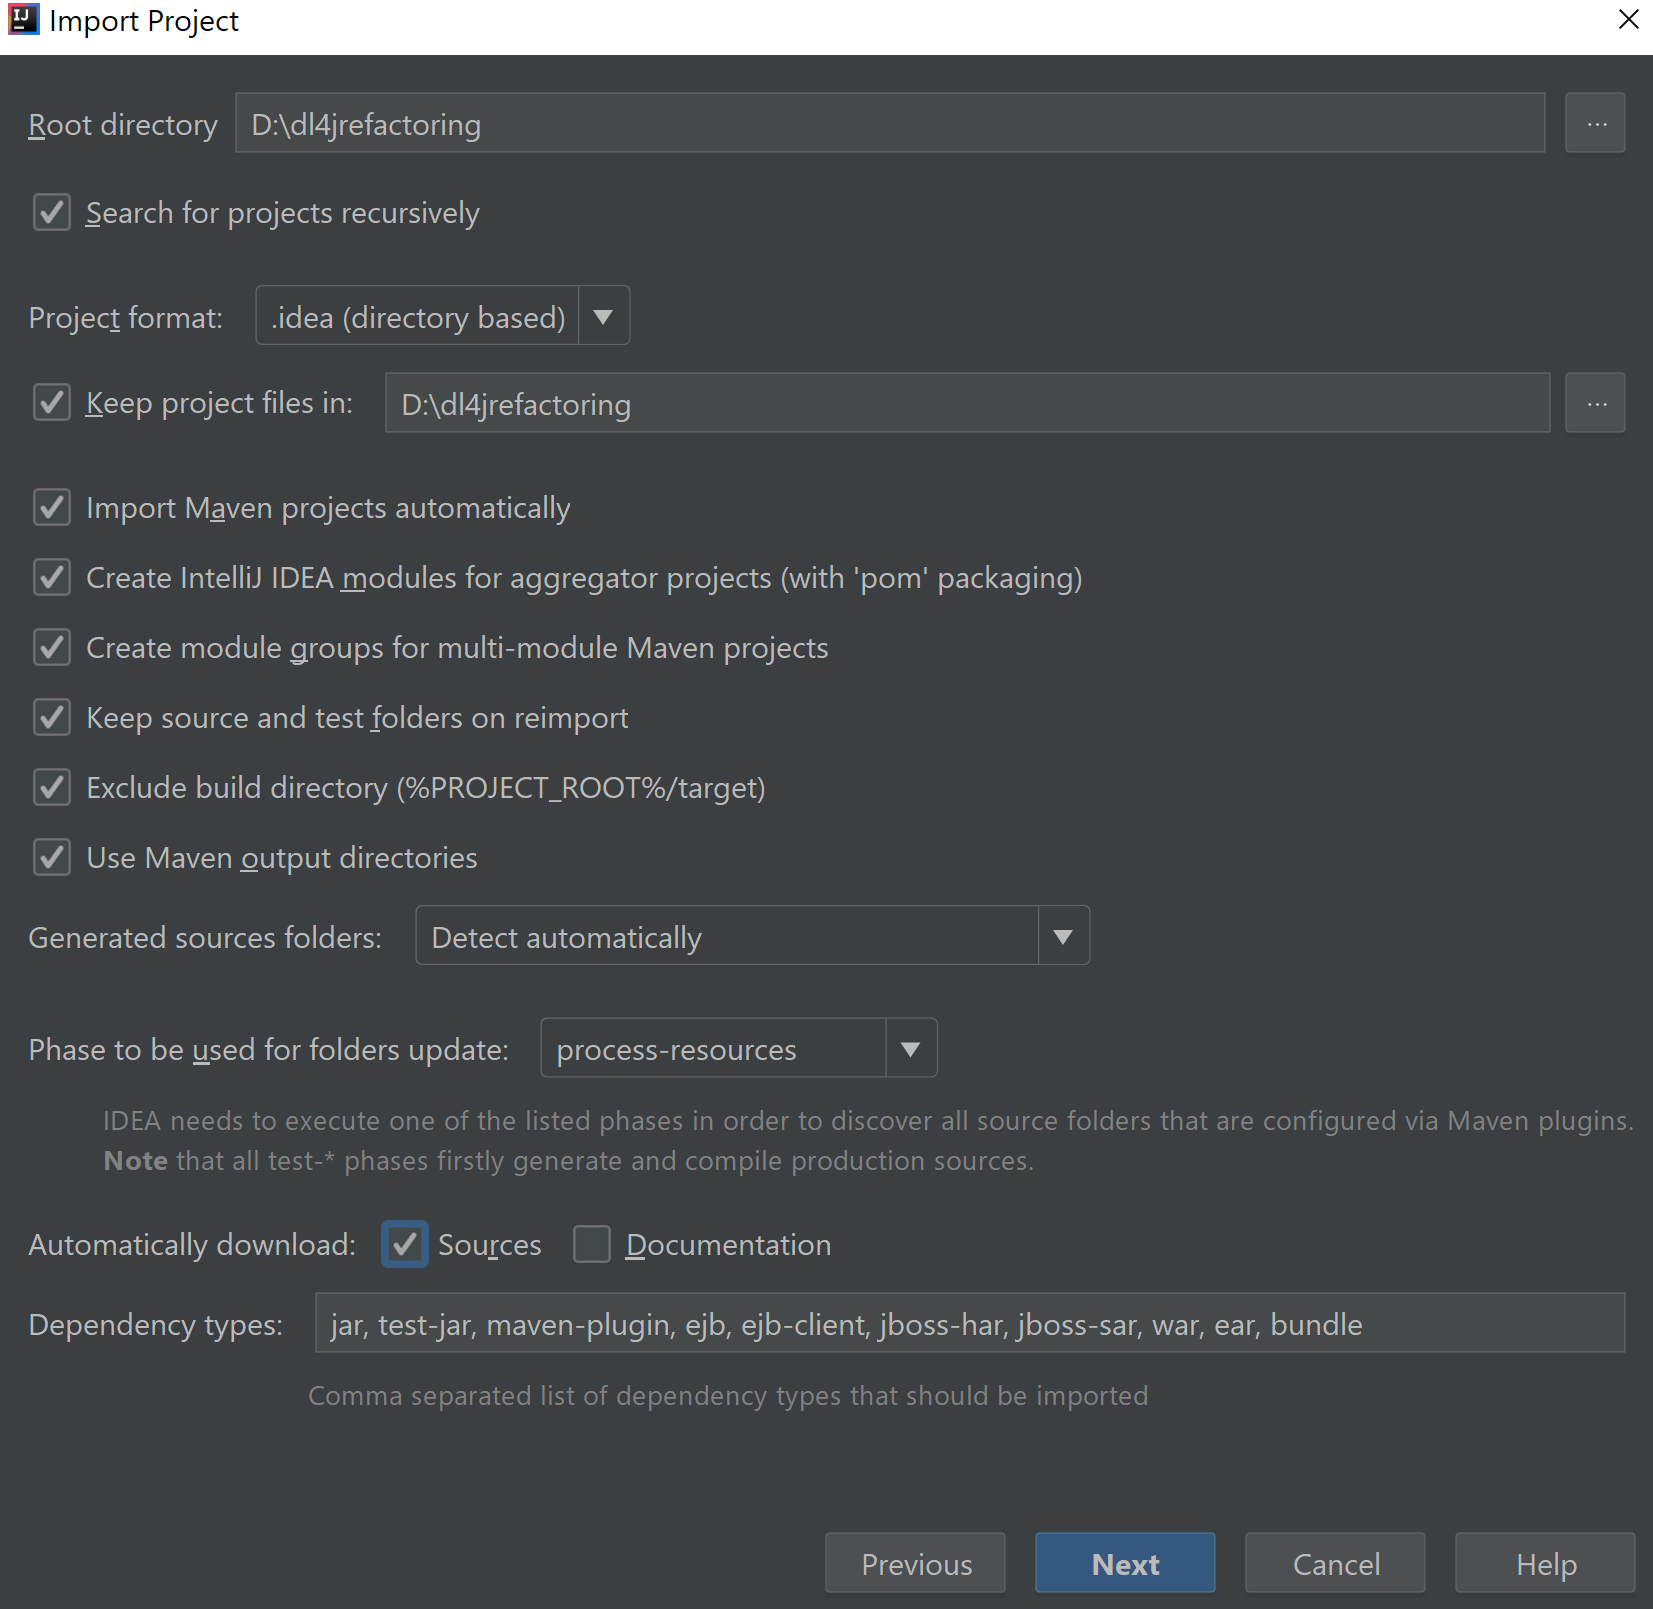 IJ Import Project
Root directory D:\dl4jrefactoring ...
Search for projects recursively
Project format: .idea (directory based)
Keep project files in: D:\dl4jrefactoring ...
Import Maven projects automatically
Create IntelliJ IDEA modules for aggregator projects (with 'pom' packaging)
Create module groups for multi-module Maven projects
Keep source and test folders on reimport
Exclude build directory (%PROJECT_ROOT%/target)
Use Maven output directories
Generated sources folders: Detect automatically
Phase to be used for folders update: process-resources
IDEA needs to execute one of the listed phases in order to discover all source folders that are configured via Maven plugins.
Note that all test-* phases firstly generate and compile production sources.
Automatically download: Sources Documentation
Dependency types: jar, test-jar, maven-plugin, ejb, ejb-client, jboss-har, jboss-sar, war, ear, bundle
Comma separated list of dependency types that should be imported
Previous Next Cancel Help